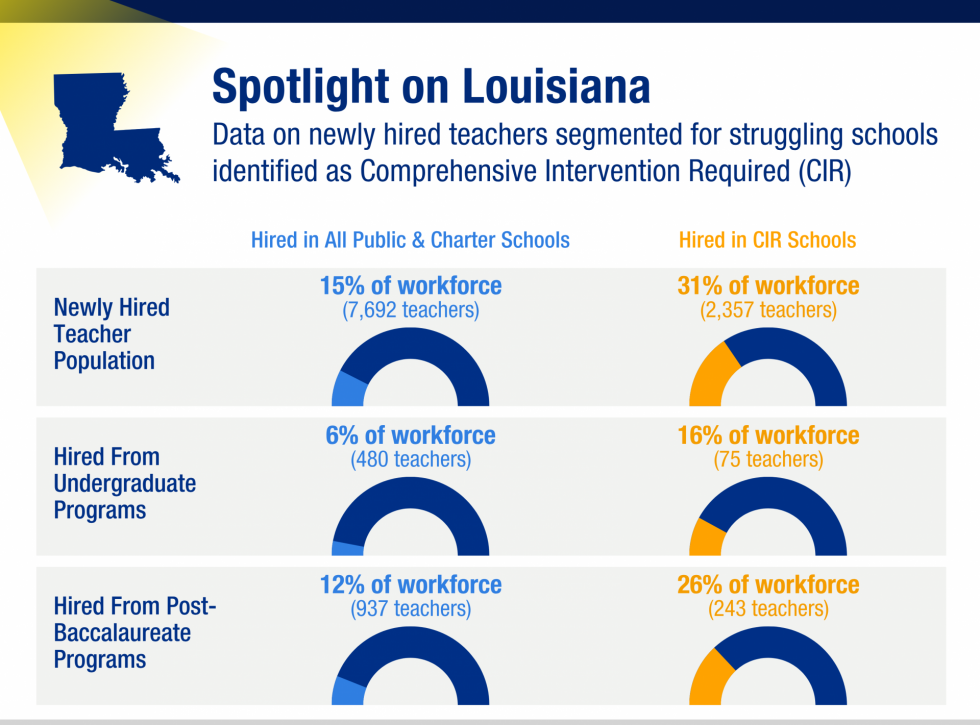 Spotlight on Louisiana
Data on newly hired teachers segmented for struggling schools
identified as Comprehensive Intervention Required (CIR)
Hired in All Public & Charter Schools
Hired in CIR Schools
Newly Hired
Teacher
Population
15% of workforce
(7,692 teachers)
31% of workforce
(2,357 teachers)
Hired From
Undergraduate
Programs
6% of workforce
(480 teachers)
16% of workforce
(75 teachers)
Hired From Post-
Baccalaureate
Programs
12% of workforce
(937 teachers)
26% of workforce
(243 teachers)